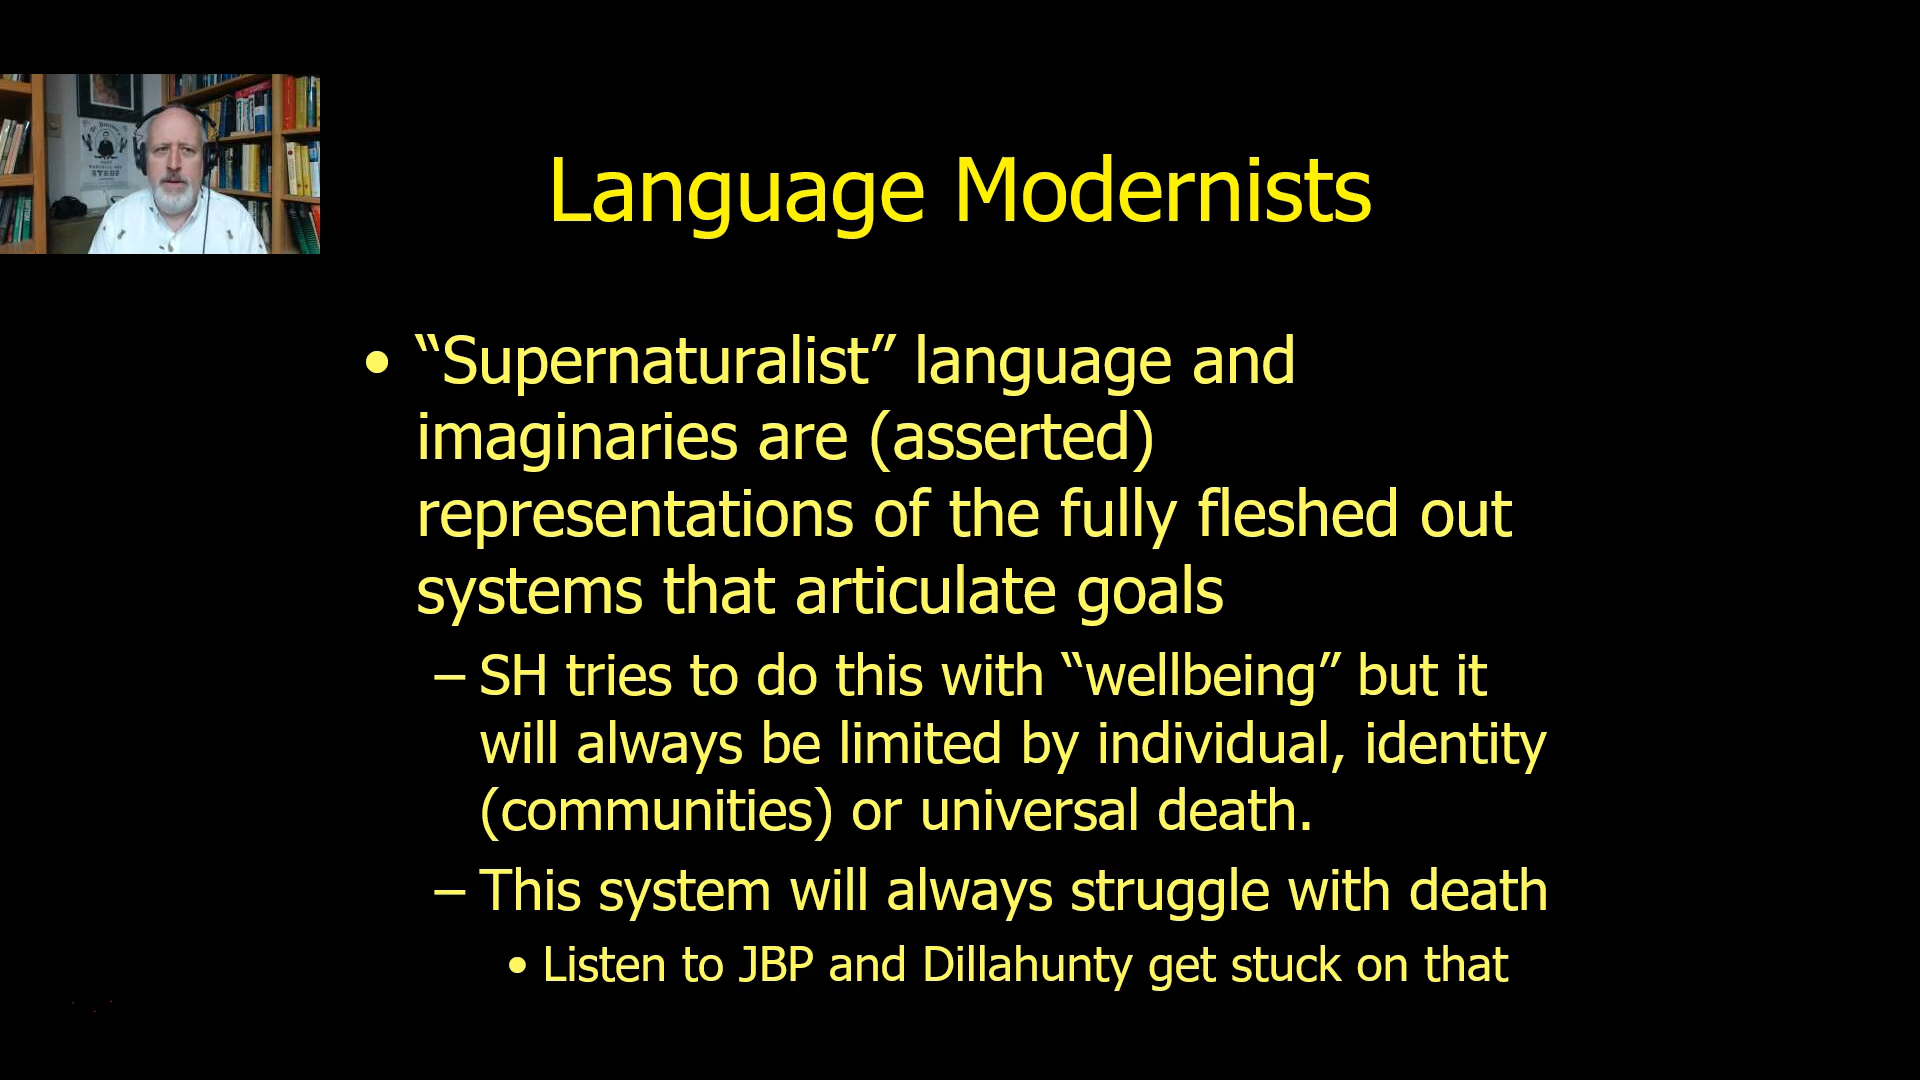 Language Modernists
• “Supernaturalist” language and
imaginaries are (asserted)
representations of the fully fleshed out
systems that articulate goals
– SH tries to do this with “wellbeing” but it
will always be limited by individual, identity
(communities) or universal death.
– This system will always struggle with death
• Listen to JBP and Dillahunty get stuck on that